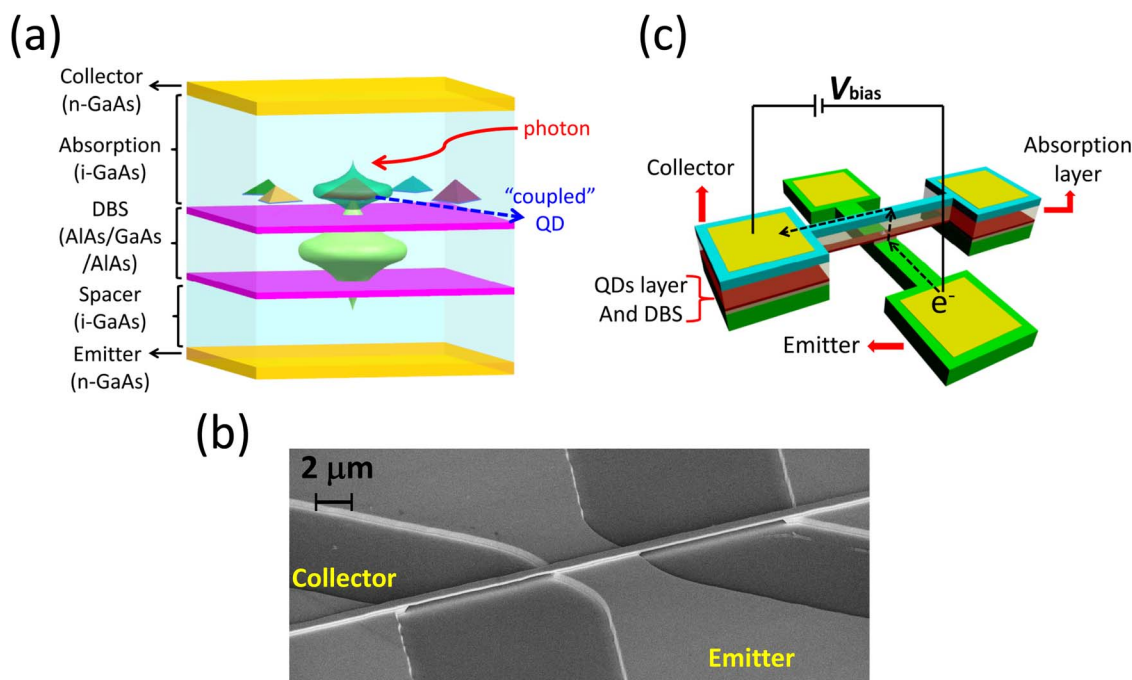 (a)
Collector
(n-GaAs)
Absorption
(i-GaAs)
DBS
(AlAs/GaAs
/AlAs)
Spacer
(i-GaAs)
Emitter
(n-GaAs)
photon
“coupled”
QD
(c)
Vbias
Collector
Absorption
layer
QDs layer
And DBS
Emitter
e-
(b)
2 μm
Collector
Emitter